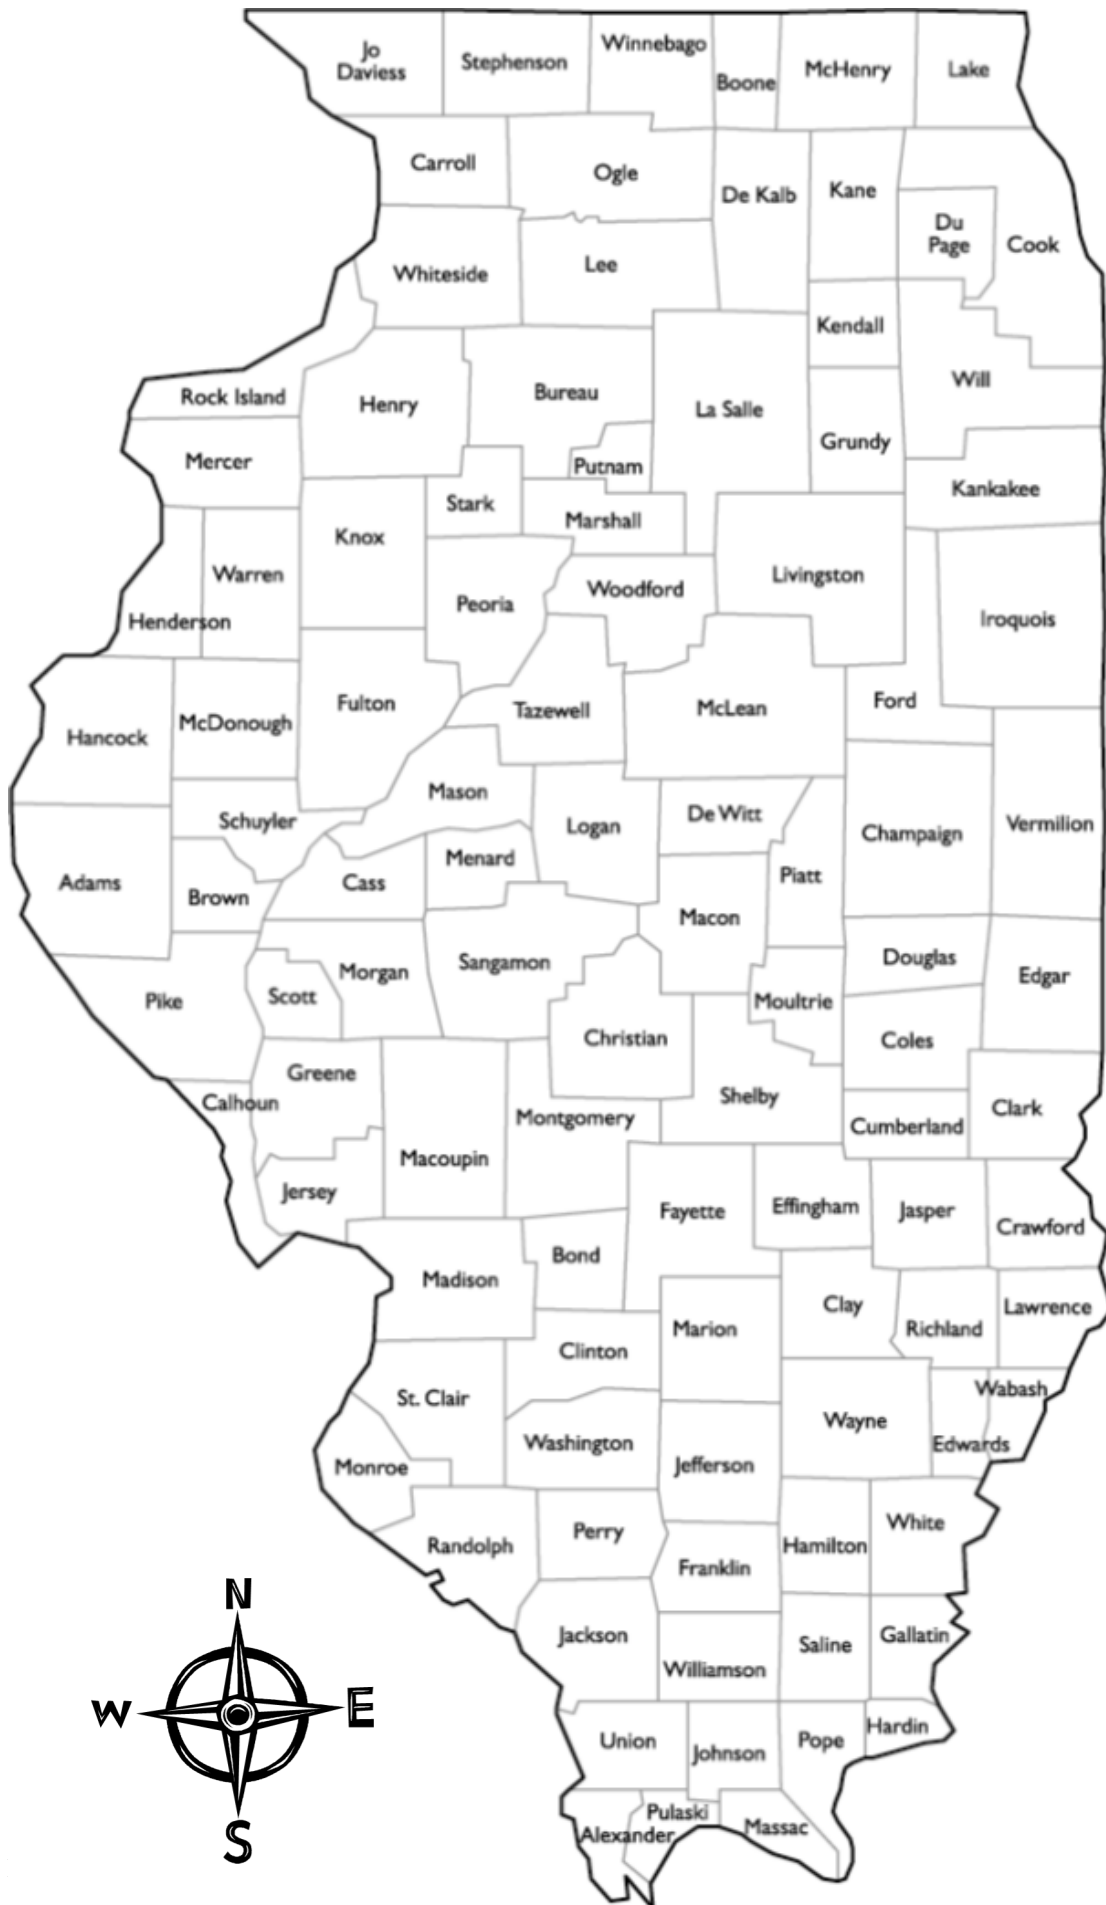 Jo
Daviess
Stephenson
Winnebago
Boone
McHenry
Lake
Carroll
Ogle
De Kalb
Kane
Du
Page
Cook
Whiteside
Lee
Kendall
Will
Rock Island
Henry
Bureau
La Salle
Grundy
Mercer
Putnam
Kankakee
Stark
Marshall
Knox
Warren
Woodford
Livingston
Henderson
Peoria
Iroquois
Hancock
McDonough
Fulton
Tazewell
McLean
Ford
Mason
Schuyler
Logan
De Witt
Champaign
Vermilion
Adams
Brown
Cass
Menard
Piatt
Macon
Pike
Scott
Morgan
Sangamon
Douglas
Edgar
Moultrie
Christian
Coles
Greene
Calhoun
Shelby
Montgomery
Cumberland
Clark
Macoupin
Jersey
Fayette
Effingham
Jasper
Crawford
Bond
Madison
Clay
Lawrence
Marion
Richland
Clinton
St. Clair
Wabash
Wayne
Washington
Edwards
Monroe
Jefferson
Randolph
Perry
Hamilton
White
Franklin
Jackson
Williamson
Saline
Gallatin
Union
Johnson
Pope
Hardin
Pulaski
Alexander
Massac
N
W
E
S